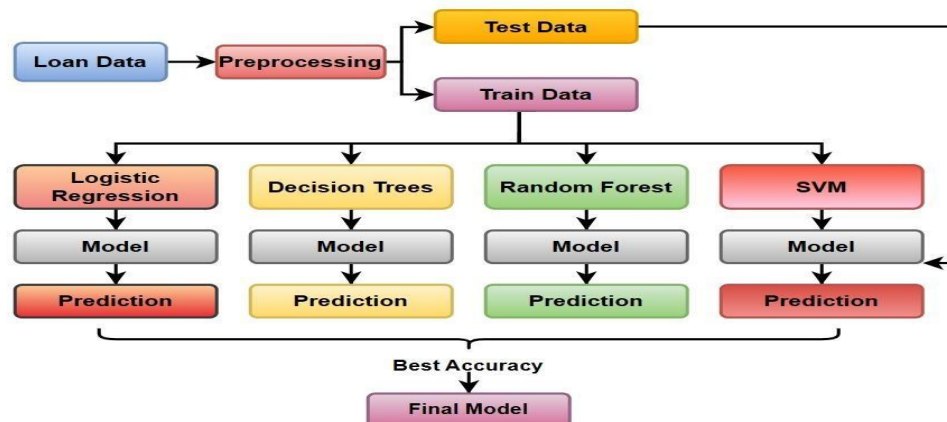 Test Data
Loan Data
Preprocessing
Train Data
Logistic
Regression
Decision Trees
Random Forest
SVM
Model
Model
Model
Model
Prediction
Prediction
Prediction
Prediction
Best Accuracy
Final Model